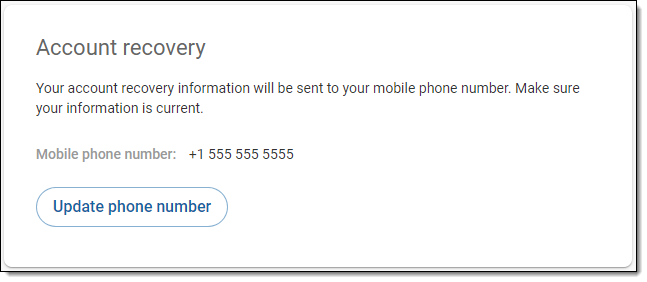 Account recovery
Your account recovery information will be sent to your mobile phone number. Make sure
your information is current.
Mobile phone number: +1 555 555 5555
Update phone number